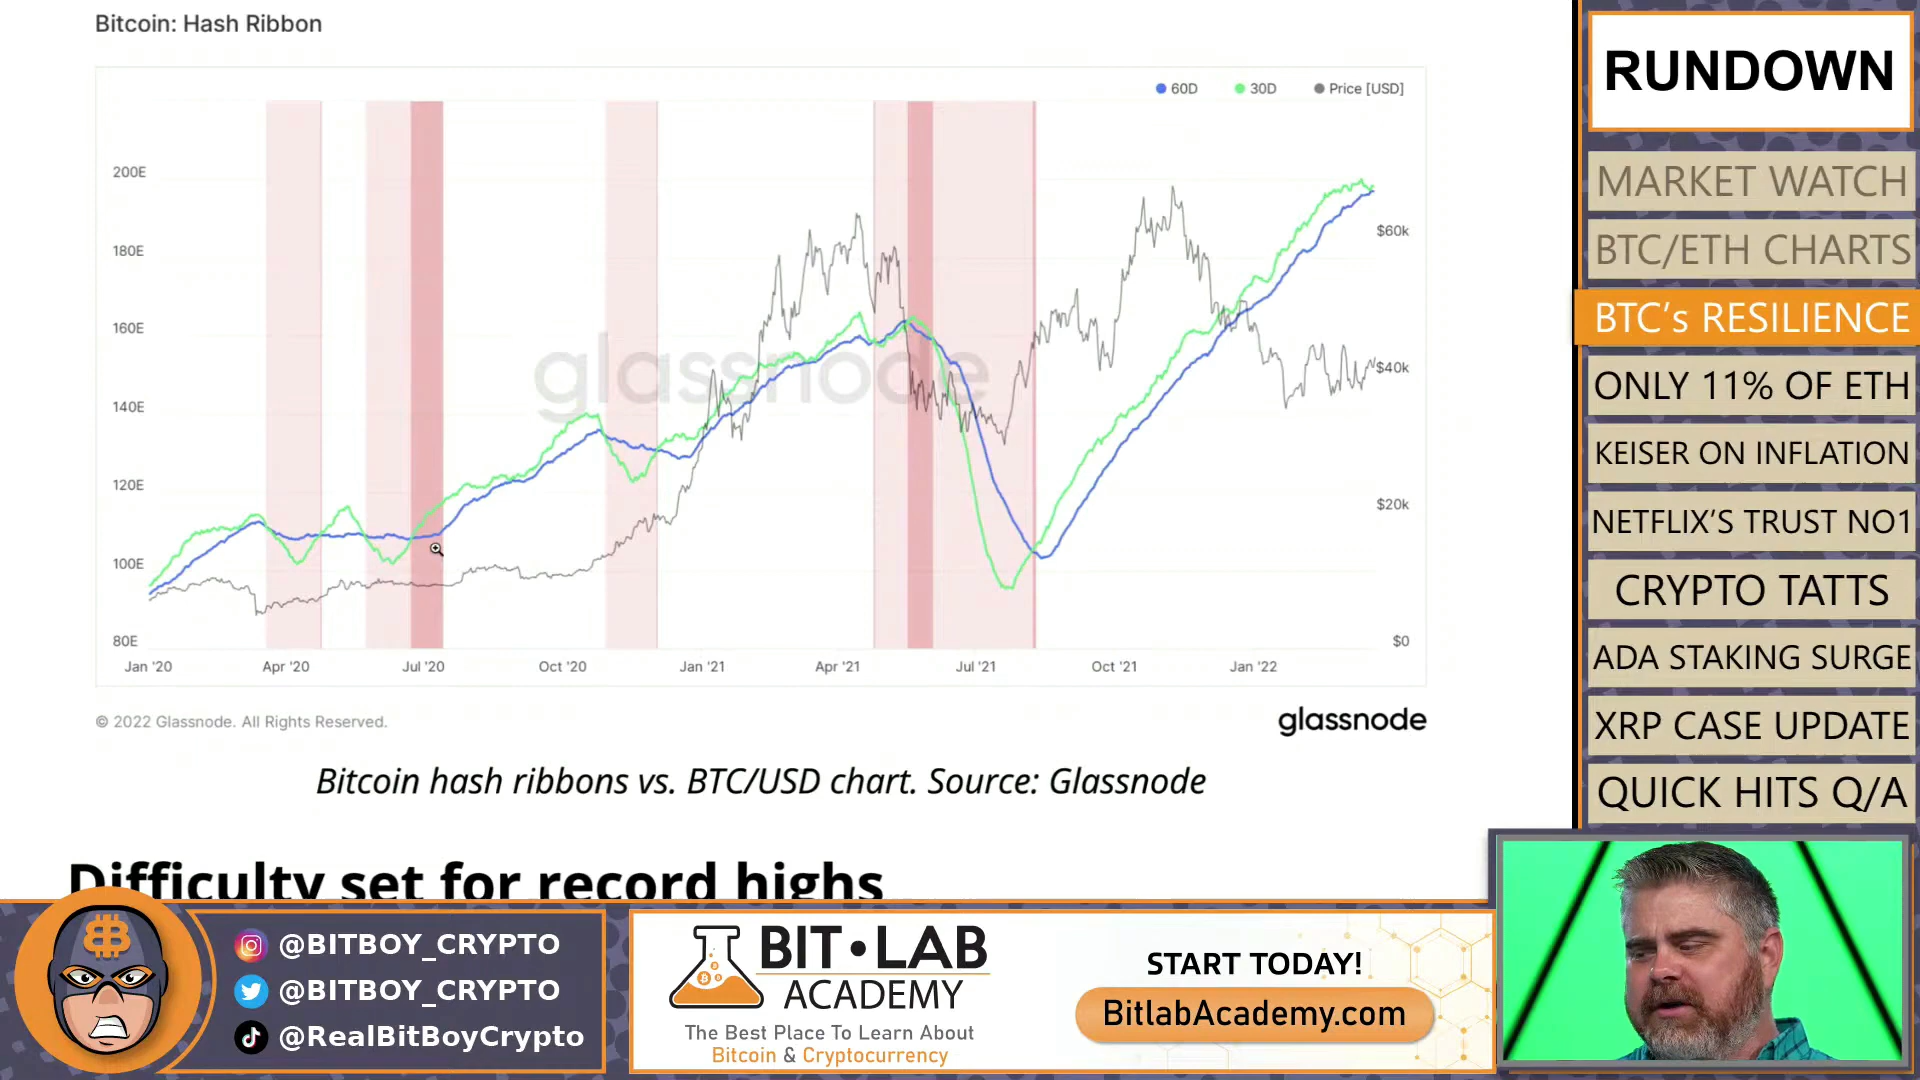 Bitcoin: Hash Ribbon
60D
30D
Price [USD]
200E
180E
160E
140E
120E
100E
80E
$60k
$40k
$20k
$0
glassnode
Jan '20
Apr '20
Jul '20
Oct '20
Jan '21
Apr '21
Jul '21
Oct '21
Jan '22
© 2022 Glassnode. All Rights Reserved.
glassnode
Bitcoin hash ribbons vs. BTC/USD chart. Source: Glassnode
Difficulty set for record highs
RUNDOWN
MARKET WATCH
BTC/ETH CHARTS
BTC's RESILIENCE
ONLY 11% OF ETH
KEISER ON INFLATION
NETFLIX'S TRUST NO1
CRYPTO TATTS
ADA STAKING SURGE
XRP CASE UPDATE
QUICK HITS Q/A
@BITBOY_CRYPTO
@BITBOY_CRYPTO
@RealBitBoyCrypto
BIT•LAB
ACADEMY
The Best Place To Learn About
Bitcoin & Cryptocurrency
START TODAY!
BitlabAcademy.com